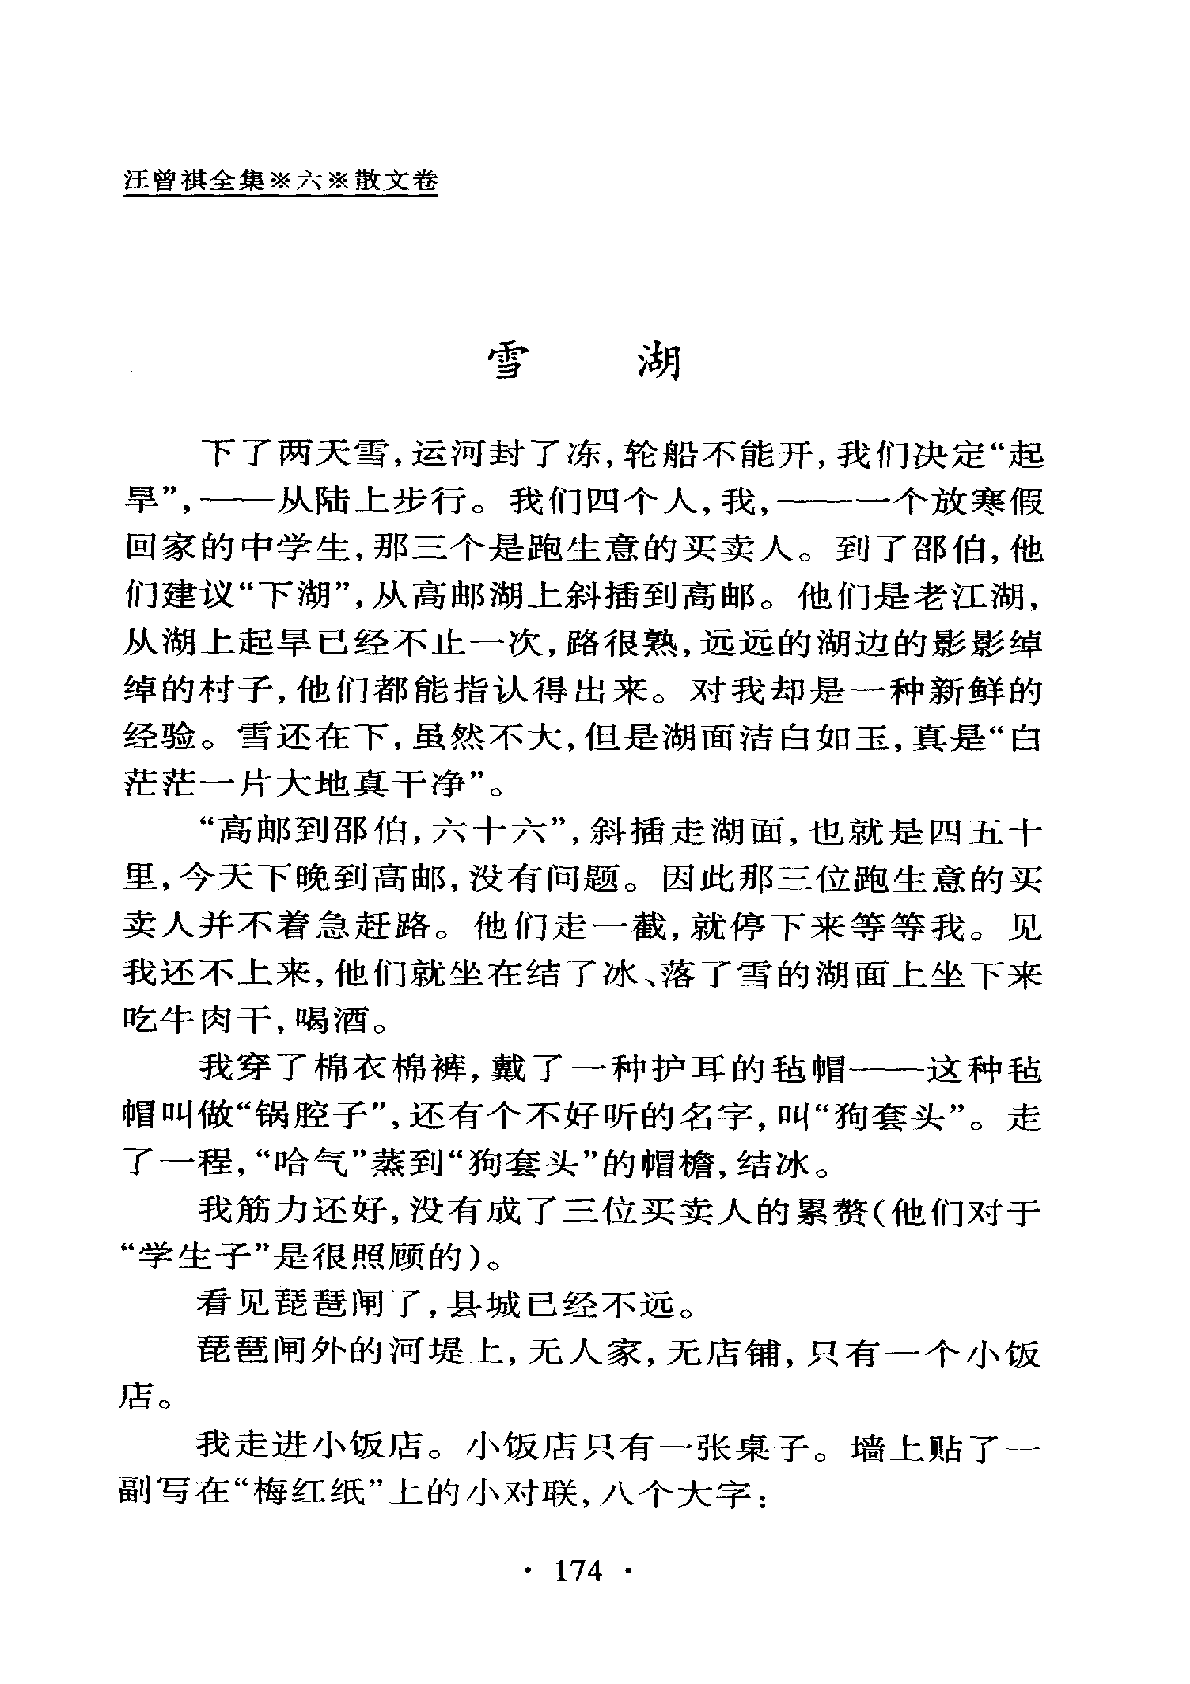 汪曾祺全集※六※散文卷
雪 湖
下了两天雪,运河封了冻,轮船不能开,我们决定“起
旱”,——从陆上步行。我们四个人,我,———一个放寒假
回家的中学生,那三个是跑生意的买卖人。到了邵伯,他
们建议“下湖”,从高邮湖上斜插到高邮。他们是老江湖,
从湖上起旱已经不止一次,路很熟,远远的湖边的影影绰
绰的村子,他们都能指认得出来。对我却是一种新鲜的
经验。雪还在下,虽然不大,但是湖面洁白如玉,真是“白
茫茫一片大地真干净”。
“高邮到邵伯,六十六”,斜插走湖面,也就是四五十
里,今天下晚到高邮,没有问题。因此那三位跑生意的买
卖人并不着急赶路。他们走一截,就停下来等等我。见
我还不上来,他们就坐在结了冰、落了雪的湖面上坐下来
吃牛肉干,喝酒。
我穿了棉衣棉裤,戴了一种护耳的毡帽——这种毡
帽叫做“锅腔子”,还有个不好听的名字,叫“狗套头”。走
了一程,“哈气”蒸到“狗套头”的帽檐,结冰。
我筋力还好,没有成了三位买卖人的累赘(他们对于
“学生子”是很照顾的)。
看见琵琶闸了,县城已经不远。
琵琶闸外的河堤上,无人家,无店铺,只有一个小饭
店。
我走进小饭店。小饭店只有一张桌子。墙上贴了一
副写在“梅红纸”上的小对联,八个大字:
· 174 ·